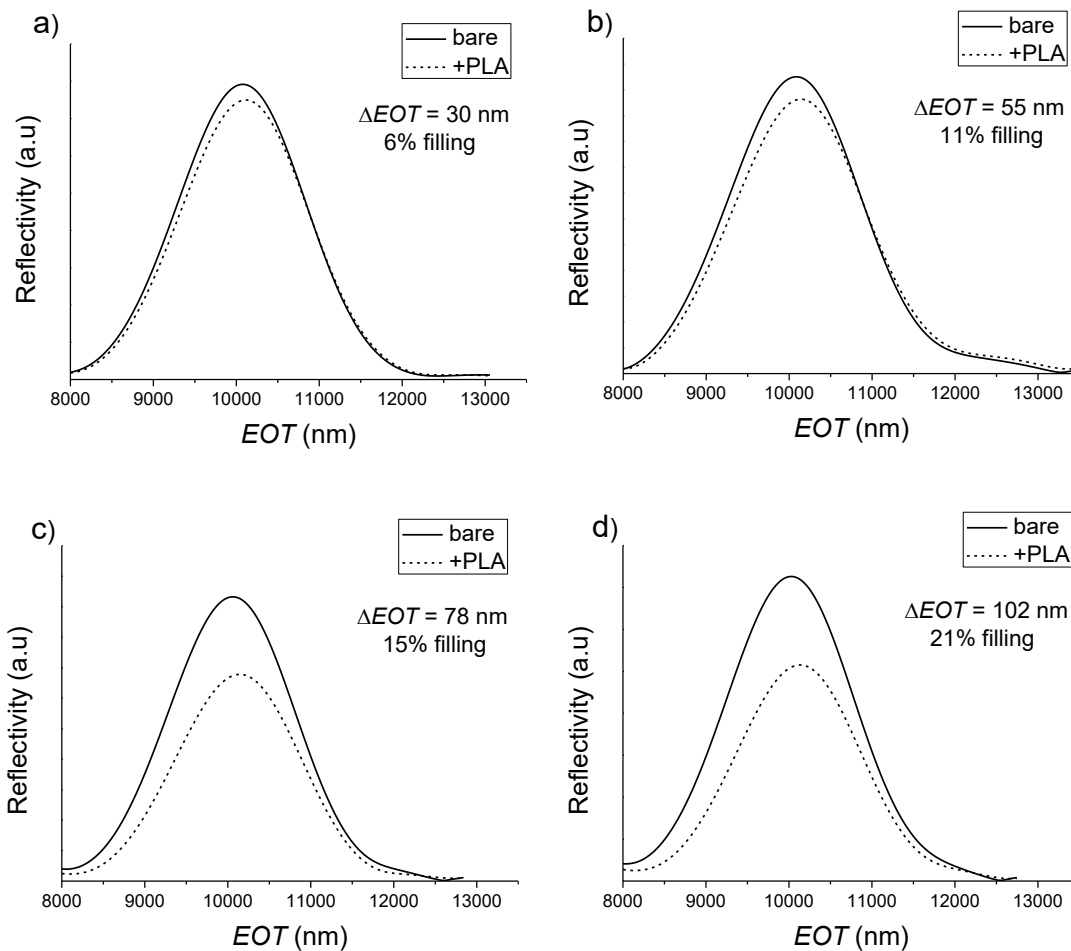 a)
bare
+PLA
ΔEOT = 30 nm
6% filling
Reflectivity (a.u)
8000 9000 10000 11000 12000 13000
EOT (nm)
b)
bare
+PLA
ΔEOT = 55 nm
11% filling
Reflectivity (a.u)
8000 9000 10000 11000 12000 13000
EOT (nm)
c)
bare
+PLA
ΔEOT = 78 nm
15% filling
Reflectivity (a.u)
8000 9000 10000 11000 12000 13000
EOT (nm)
d)
bare
+PLA
ΔEOT = 102 nm
21% filling
Reflectivity (a.u)
8000 9000 10000 11000 12000 13000
EOT (nm)